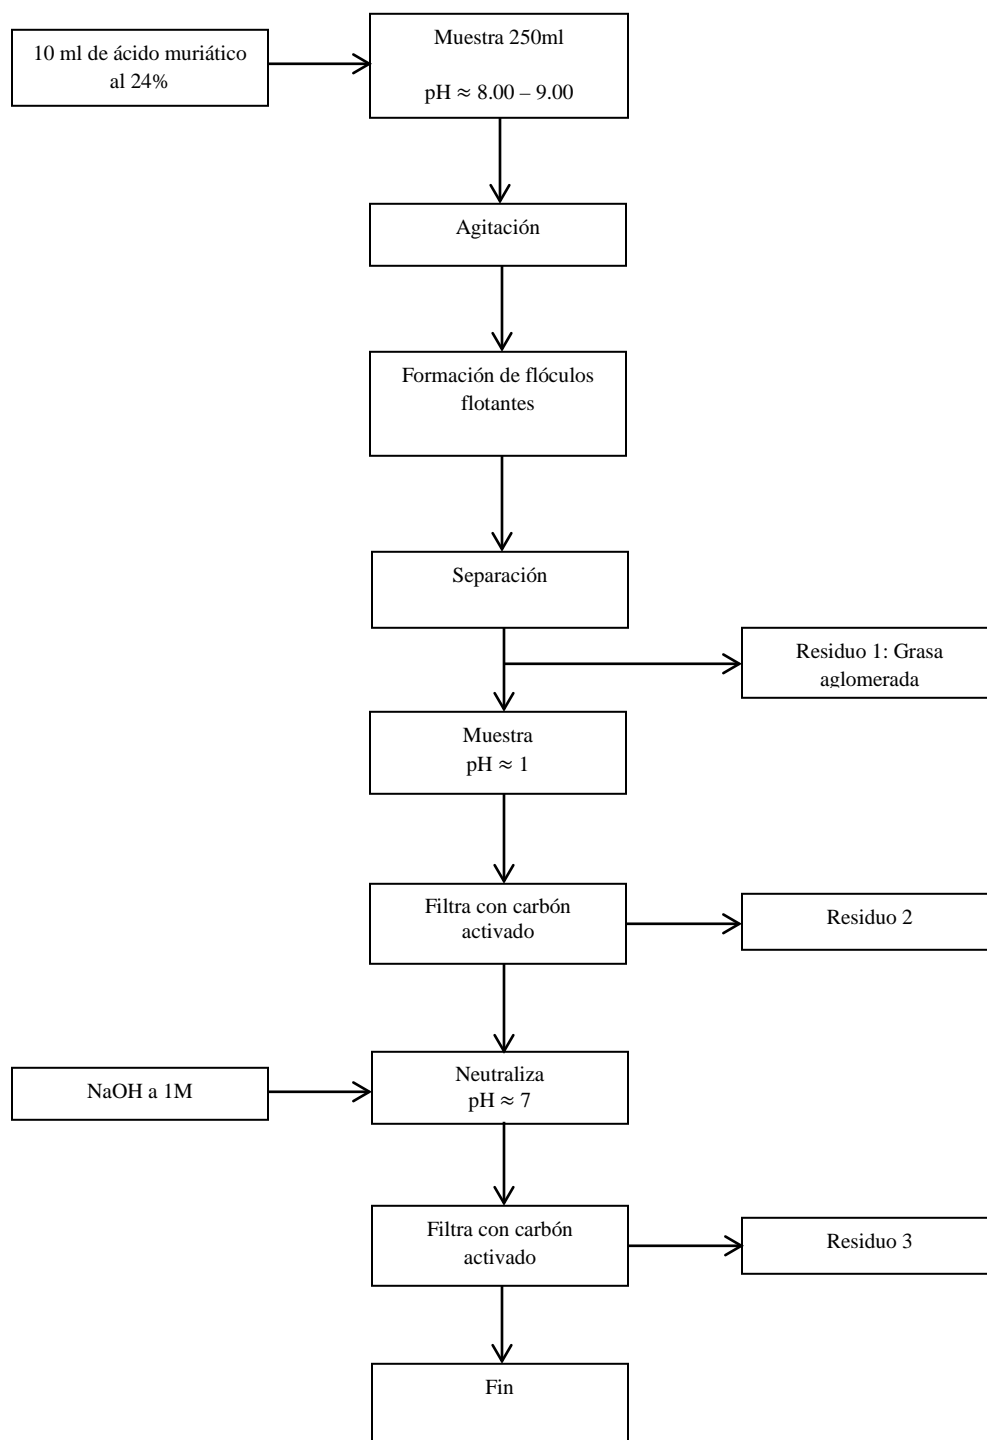 10 ml de ácido muriático
al 24%
Muestra 250ml
pH ≈ 8.00 – 9.00
Agitación
Formación de flóculos
flotantes
Separación
Residuo 1: Grasa
aglomerada
Muestra
pH ≈ 1
Filtra con carbón
activado
Residuo 2
NaOH a 1M
Neutraliza
pH ≈ 7
Filtra con carbón
activado
Residuo 3
Fin